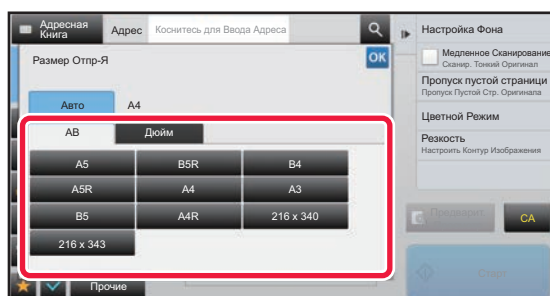 Адресная Книга
Адрес
Коснитесь для Ввода Адреса
Размер Отпр-Я
OK
Авто
A4
AB
Дюйм
A5
B5R
B4
A5R
A4
A3
B5
A4R
216 x 340
216 x 343
Прочие
Настройка Фона
Медленное Сканирование
Сканир. Тонкий Оригинал
Пропуск пустой страници
Пропуск Пустой Стр. Оригинала
Цветной Режим
Резкость
Настроить Контур Изображения
Предварит.
CA
Старт